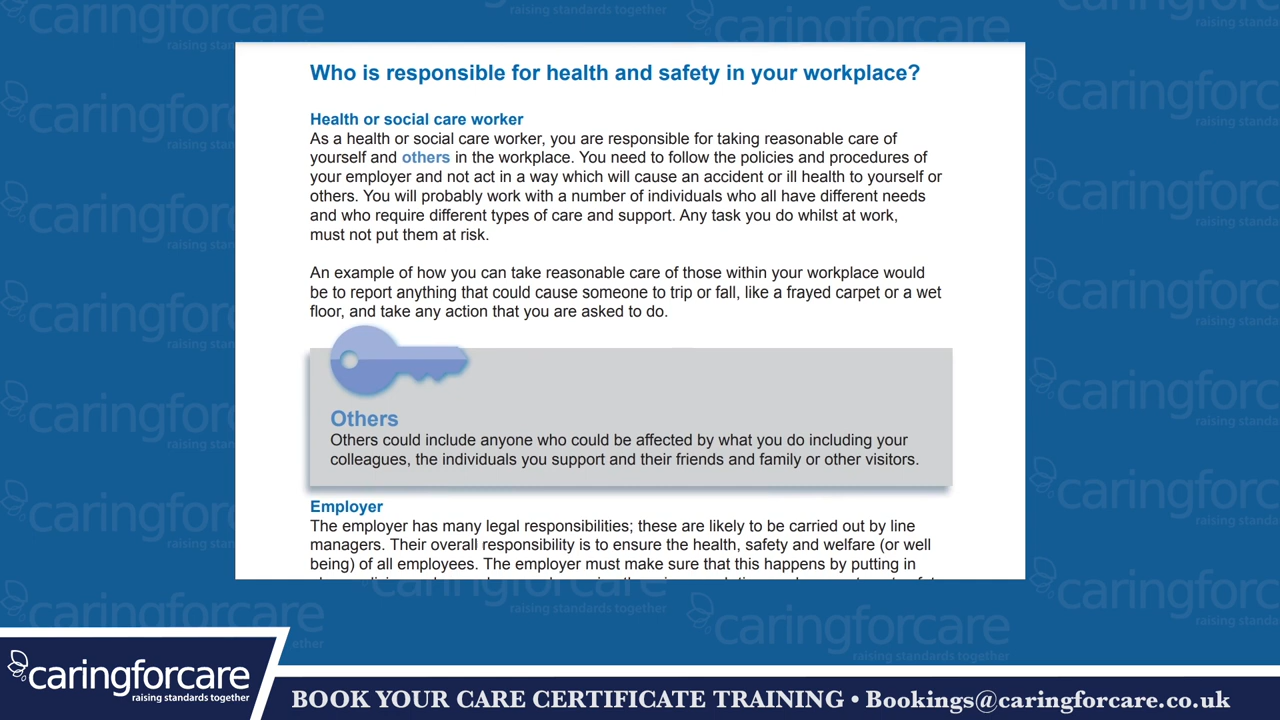 Who is responsible for health and safety in your workplace?
Health or social care worker
As a health or social care worker, you are responsible for taking reasonable care of
yourself and others in the workplace. You need to follow the policies and procedures of
your employer and not act in a way which will cause an accident or ill health to yourself or
others. You will probably work with a number of individuals who all have different needs
and who require different types of care and support. Any task you do whilst at work,
must not put them at risk.
An example of how you can take reasonable care of those within your workplace would
be to report anything that could cause someone to trip or fall, like a frayed carpet or a wet
floor, and take any action that you are asked to do.
Others
Others could include anyone who could be affected by what you do including your
colleagues, the individuals you support and their friends and family or other visitors.
Employer
The employer has many legal responsibilities; these are likely to be carried out by line
managers. Their overall responsibility is to ensure the health, safety and welfare (or well
being) of all employees. The employer must make sure that this happens by putting in
caringforcare
raising standards together
BOOK YOUR CARE CERTIFICATE TRAINING • Bookings@caringforcare.co.uk